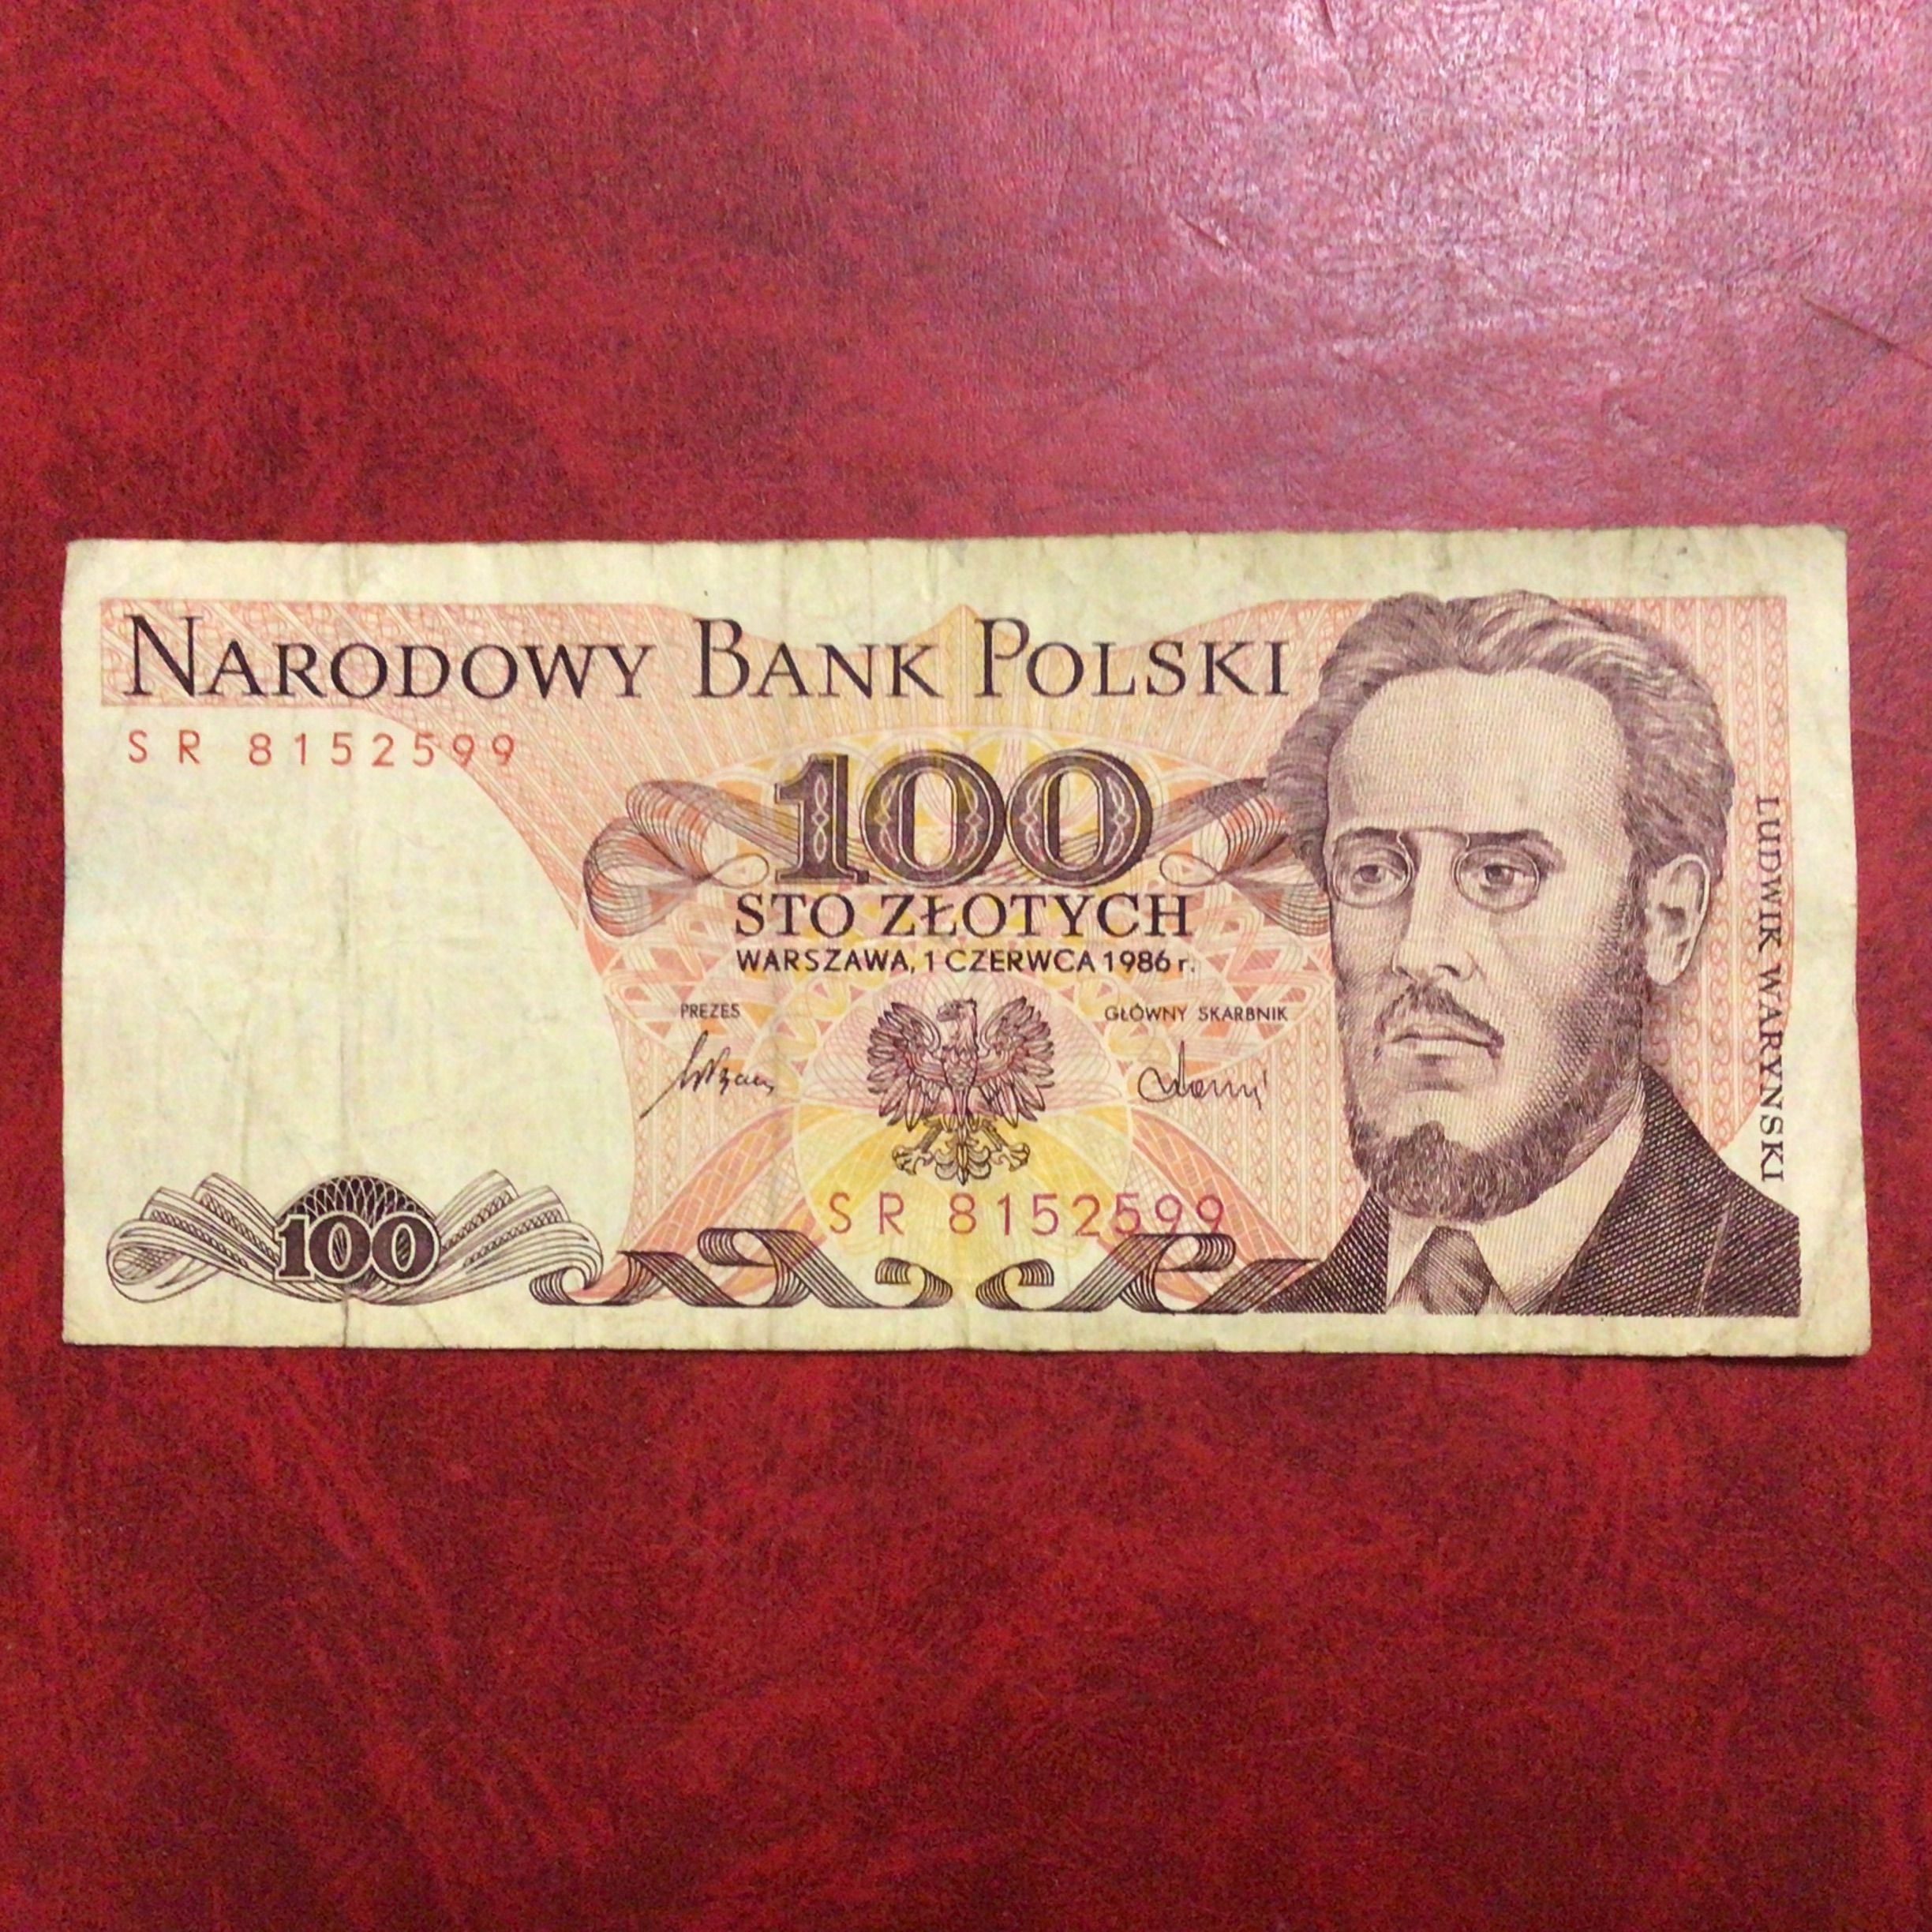 NARODOWY BANK POLSKI
SR 8152599
100
STO ZŁOTYCH
WARSZAWA, 1 CZERWCA 1986 r.
PREZES
GŁÓWNY SKARBNIK
SR 8152599
100
LUDWIK WARYŃSKI